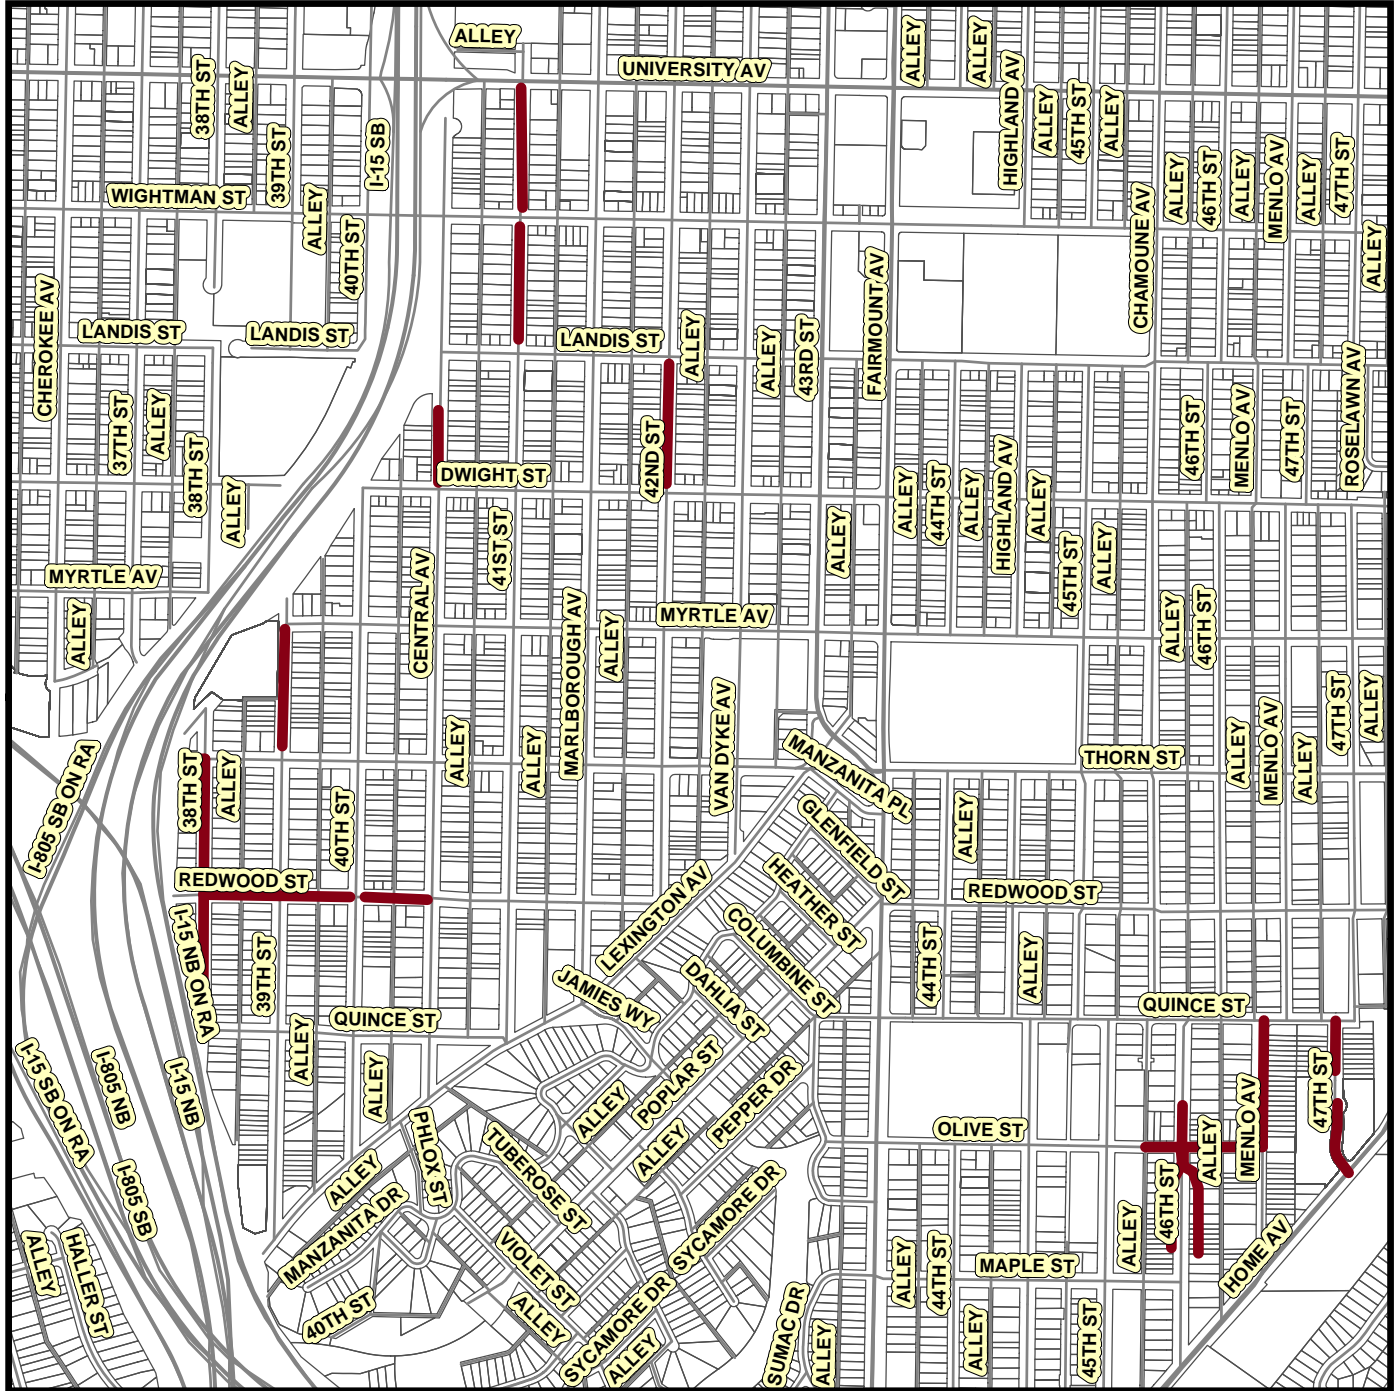 ALLEY
UNIVERSITY AV
ALLEY
ALLEY
HIGHLAND AV
38TH ST
ALLEY
39TH ST
I-15 SB
ALLEY
45TH ST
ALLEY
WIGHTMAN ST
ALLEY
40TH ST
ALLEY
46TH ST
ALLEY
MENLO AV
ALLEY
47TH ST
ALLEY
CHAMOUNE AV
CHEROKEE AV
LANDIS ST
LANDIS ST
LANDIS ST
ALLEY
ALLEY
43RD ST
FAIRMOUNT AV
37TH ST
ALLEY
38TH ST
ALLEY
DWIGHT ST
42ND ST
46TH ST
MENLO AV
47TH ST
ROSELAWN AV
ALLEY
44TH ST
ALLEY
HIGHLAND AV
ALLEY
45TH ST
ALLEY
41ST ST
ALLEY
MYRTLE AV
ALLEY
CENTRAL AV
MARLBOROUGH AV
ALLEY
MYRTLE AV
ALLEY
46TH ST
I-805 SB ON RA
38TH ST
ALLEY
40TH ST
ALLEY
ALLEY
VAN DYKE AV
MANZANITA PL
THORN ST
ALLEY
MENLO AV
ALLEY
47TH ST
ALLEY
GLENFIELD ST
ALLEY
REDWOOD ST
HEATHER ST
REDWOOD ST
LEXINGTON AV
COLUMBINE ST
I-15 NB ON RA
39TH ST
JAMIES WY
DAHLIA ST
44TH ST
ALLEY
QUINCE ST
QUINCE ST
I-15 SB ON RA
I-805 NB
I-15 NB
ALLEY
ALLEY
ALLEY
POPLAR ST
PEPPER DR
OLIVE ST
MENLO AV
47TH ST
I-805 SB
ALLEY
PHLOX ST
TUBEROSE ST
ALLEY
SYCAMORE DR
ALLEY
46TH ST
ALLEY
MANZANITA DR
VIOLET ST
ALLEY
HALLER ST
40TH ST
ALLEY
SYCAMORE DR
ALLEY
SUMAC DR
ALLEY
ALLEY
44TH ST
MAPLE ST
ALLEY
45TH ST
HOME AV